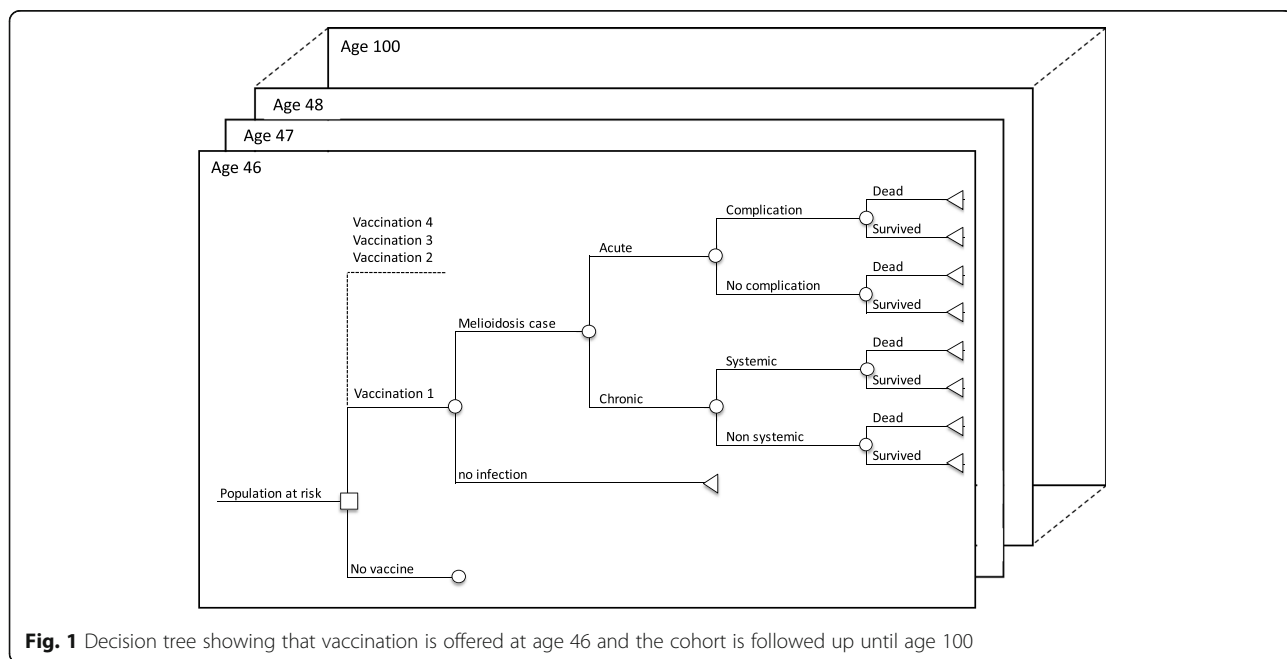 Age 100
Age 48
Age 47
Age 46
Dead
Complication
Survived
Vaccination 4
Vaccination 3
Vaccination 2
Acute
Dead
No complication
Survived
Melioidosis case
Dead
Systemic
Survived
Vaccination 1
Chronic
Dead
Non systemic
Survived
no infection
Population at risk
No vaccine
Fig. 1 Decision tree showing that vaccination is offered at age 46 and the cohort is followed up until age 100